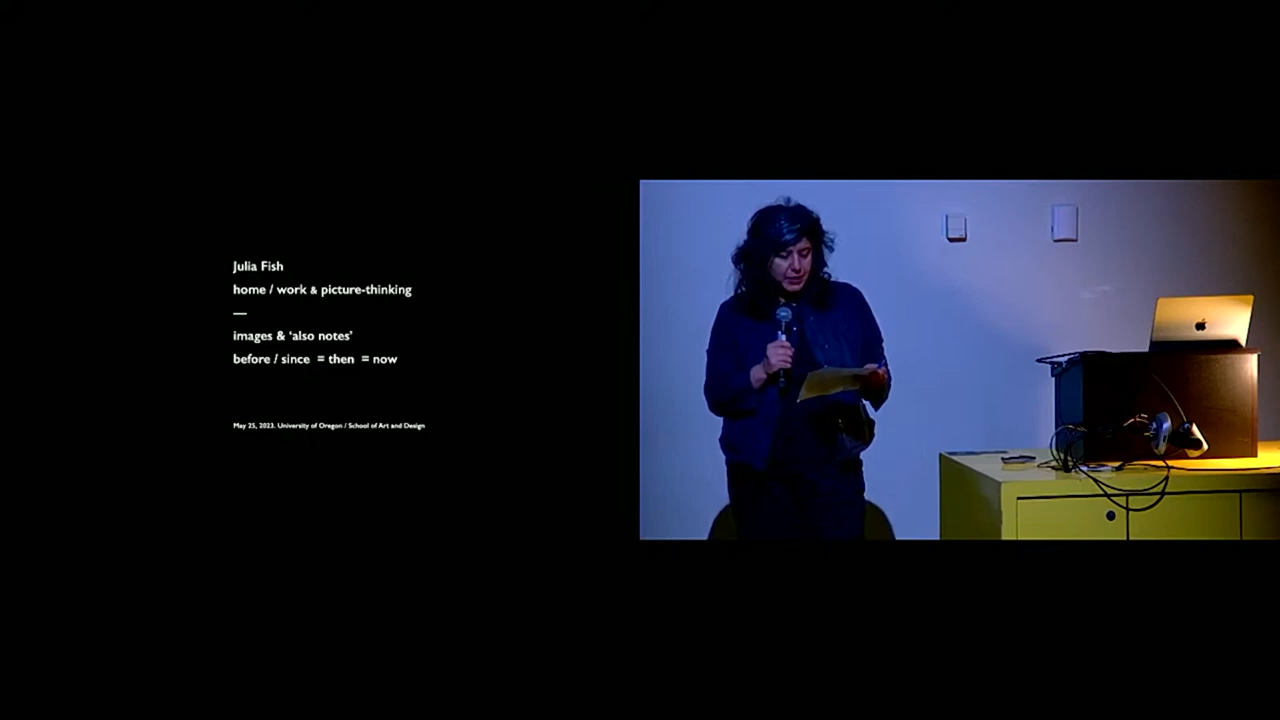 Julia Fish
home / work & picture-thinking
—
images & ‘also notes’
before / since = then = now
May 25, 2023. University of Oregon / School of Art and Design